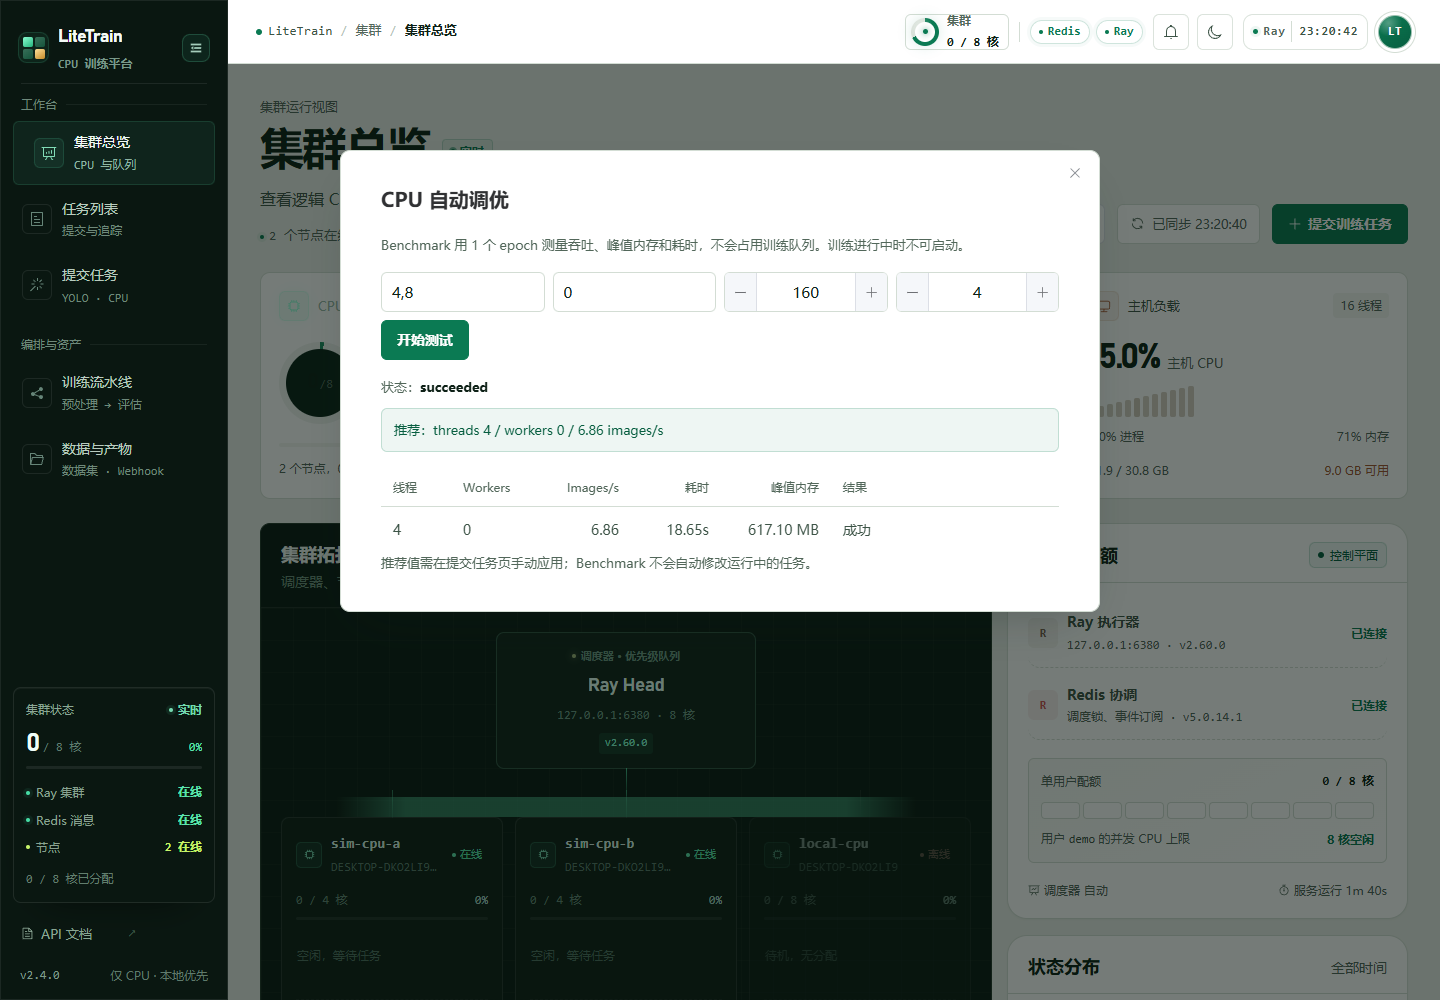 LiteTrain
CPU 训练平台
工作台
集群总览
CPU 与队列
任务列表
提交与追踪
提交任务
YOLO · CPU
编排与资产
训练流水线
预处理 → 评估
数据与产物
数据集 · Webhook
集群状态
实时
0 / 8 核
0%
Ray 集群
在线
Redis 消息
在线
节点
2 在线
0 / 8 核已分配
API 文档
v2.4.0
仅 CPU · 本地优先
LiteTrain / 集群 / 集群总览
集群
0 / 8 核
Redis
Ray
Ray
23:20:42
LT
集群运行视图
集群总览
实时
查看逻辑 C
2 个节点在
已同步 23:20:40
提交训练任务
CPU 自动调优
Benchmark 用 1 个 epoch 测量吞吐、峰值内存和耗时，不会占用训练队列。训练进行中时不可启动。
4,8
0
160
4
开始测试
状态：succeeded
推荐：threads 4 / workers 0 / 6.86 images/s
线程 Workers Images/s 耗时 峰值内存 结果
4 0 6.86 18.65s 617.10 MB 成功
推荐值需在提交任务页手动应用；Benchmark 不会自动修改运行中的任务。
CPU
/8
2 个节点，
主机负载
16 线程
5.0% 主机 CPU
0% 进程
71% 内存
.9 / 30.8 GB
9.0 GB 可用
集群拓
调度器、
调度器 • 优先级队列
Ray Head
127.0.0.1:6380 · 8 核
v2.60.0
sim-cpu-a
在线
DESKTOP-DKO2LI9…
0 / 4 核
0%
空闲，等待任务
sim-cpu-b
在线
DESKTOP-DKO2LI9…
0 / 4 核
0%
空闲，等待任务
local-cpu
离线
DESKTOP-DKO2LI9
0 / 8 核
0%
待机，无分配
额
控制平面
R
Ray 执行器
127.0.0.1:6380 · v2.60.0
已连接
R
Redis 协调
调度锁、事件订阅 · v5.0.14.1
已连接
单用户配额
0 / 8 核
用户 demo 的并发 CPU 上限
8 核空闲
调度器 自动
服务运行 1m 40s
状态分布
全部时间